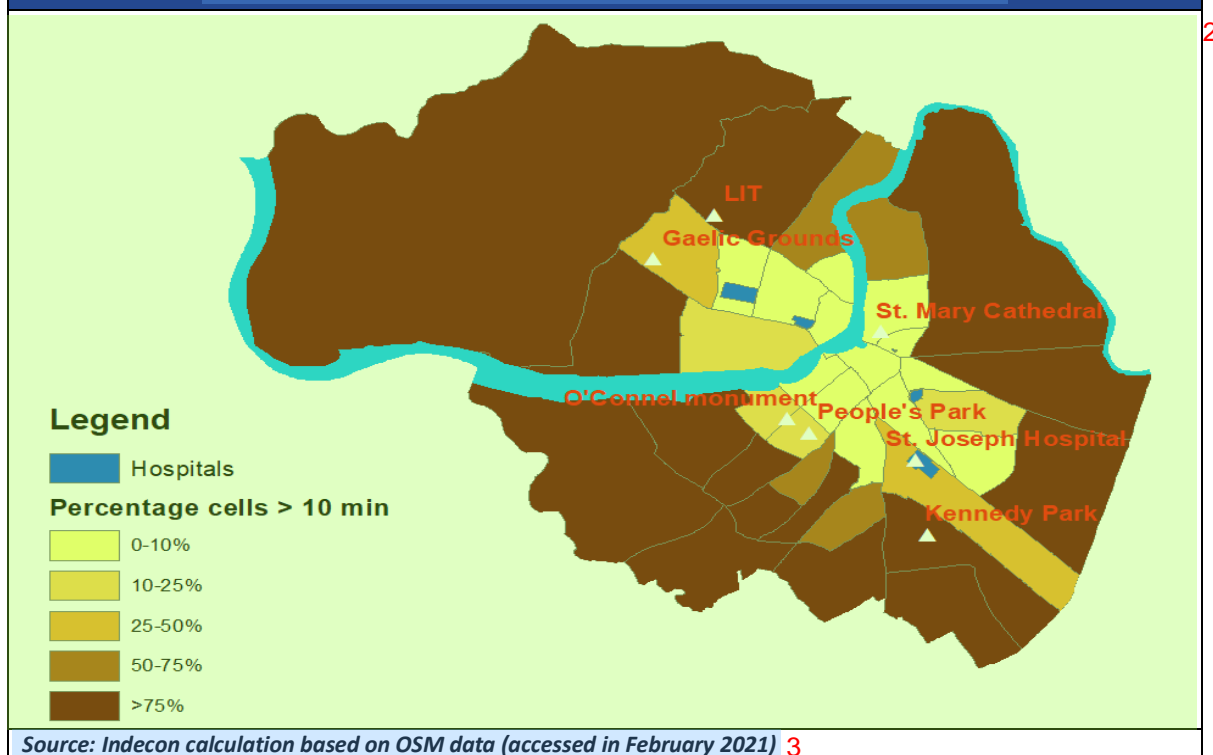 2
LIT
Gaelic Grounds
St. Mary Cathedral
O'Connel monument
People's Park
St. Joseph Hospital
Kennedy Park
Legend
Hospitals
Percentage cells > 10 min
0-10%
10-25%
25-50%
50-75%
>75%
Source: Indecon calculation based on OSM data (accessed in February 2021) 3